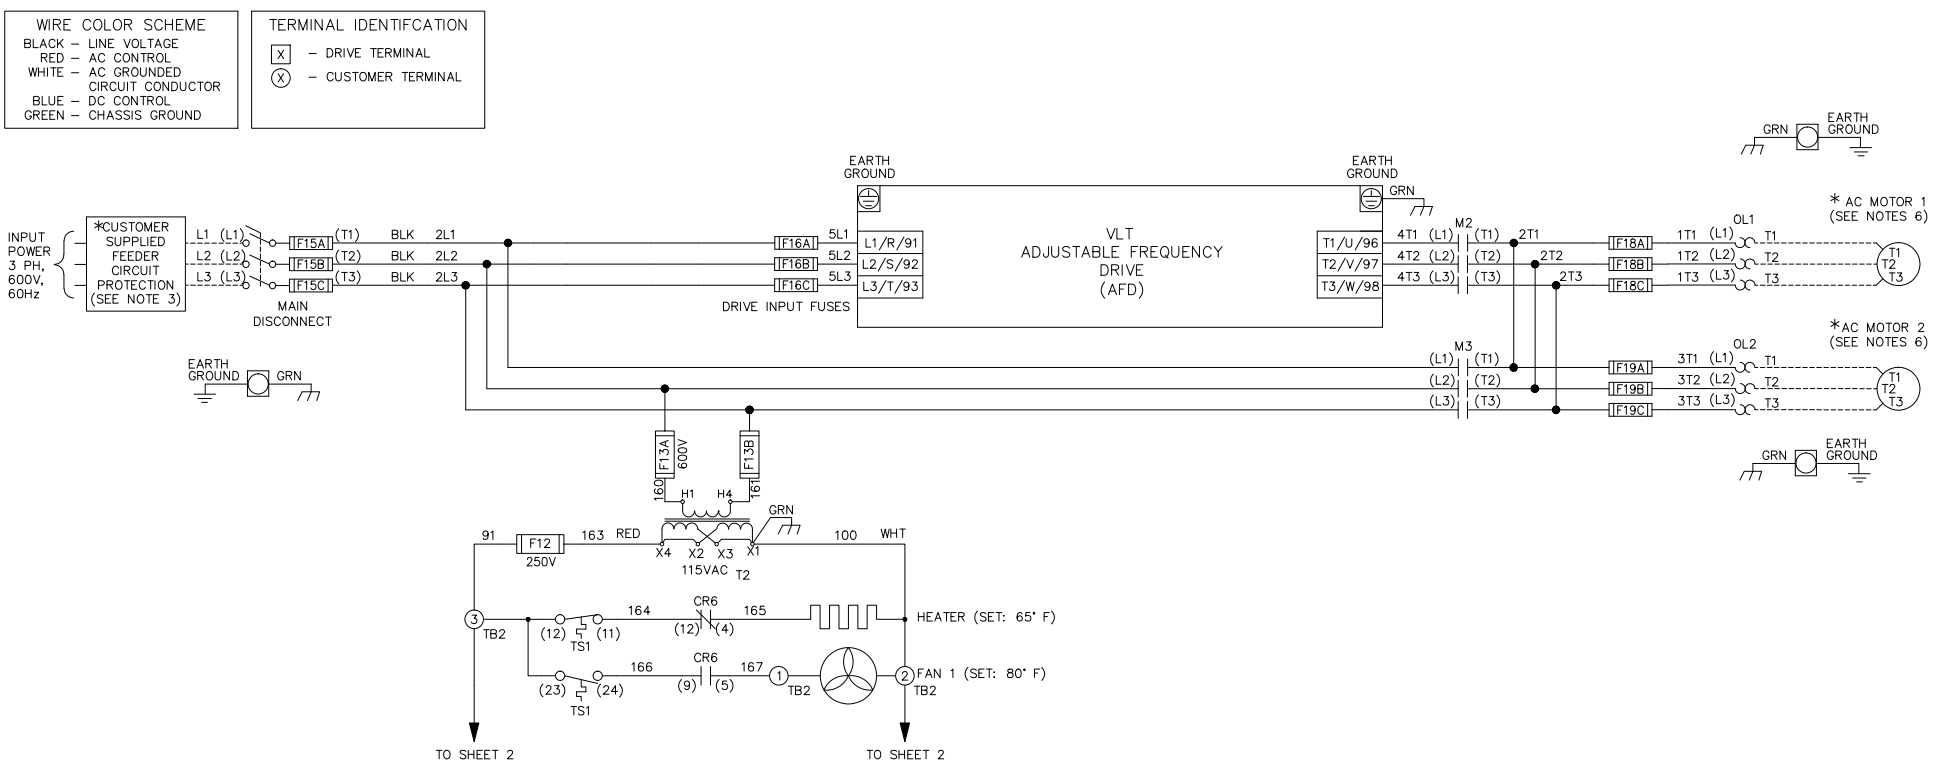 WIRE COLOR SCHEME
BLACK – LINE VOLTAGE
RED – AC CONTROL
WHITE – AC GROUNDED
CIRCUIT CONDUCTOR
BLUE – DC CONTROL
GREEN – CHASSIS GROUND
TERMINAL IDENTIFCATION
X – DRIVE TERMINAL
X – CUSTOMER TERMINAL
INPUT
POWER
3 PH,
600V,
60Hz
*CUSTOMER
SUPPLIED
FEEDER
CIRCUIT
PROTECTION
(SEE NOTE 3)
L1 (L1) F15A (T1) BLK 2L1
L2 (L2) F15B (T2) BLK 2L2
L3 (L3) F15C (T3) BLK 2L3
MAIN
DISCONNECT
EARTH
GROUND GRN
F16A 5L1
F16B 5L2
F16C 5L3
DRIVE INPUT FUSES
EARTH
GROUND
L1/R/91
L2/S/92
L3/T/93
VLT
ADJUSTABLE FREQUENCY
DRIVE
(AFD)
EARTH
GROUND
GRN
T1/U/96
T2/V/97
T3/W/98
M2
4T1 (L1) (T1) 2T1
4T2 (L2) (T2) 2T2
4T3 (L3) (T3) 2T3
F18A 1T1 (L1) OL1 T1
F18B 1T2 (L2) T2
F18C 1T3 (L3) T3
GRN EARTH
GROUND
* AC MOTOR 1
(SEE NOTES 6)
T1
T2
T3
M3
(L1) (T1)
(L2) (T2)
(L3) (T3)
F19A 3T1 (L1) OL2 T1
F19B 3T2 (L2) T2
F19C 3T3 (L3) T3
*AC MOTOR 2
(SEE NOTES 6)
T1
T2
T3
GRN EARTH
GROUND
F13A 600V
F13B
160
161
H1 H4
GRN
91 F12 163 RED
250V
X4 X2 X3 X1
100 WHT
115VAC T2
3 TB2
(12) (11) TS1
164 CR6 165
(12) (4)
HEATER (SET: 65° F)
(23) (24) TS1
166 CR6 167
(9) (5)
1 TB2
2 TB2
FAN 1 (SET: 80° F)
TO SHEET 2
TO SHEET 2